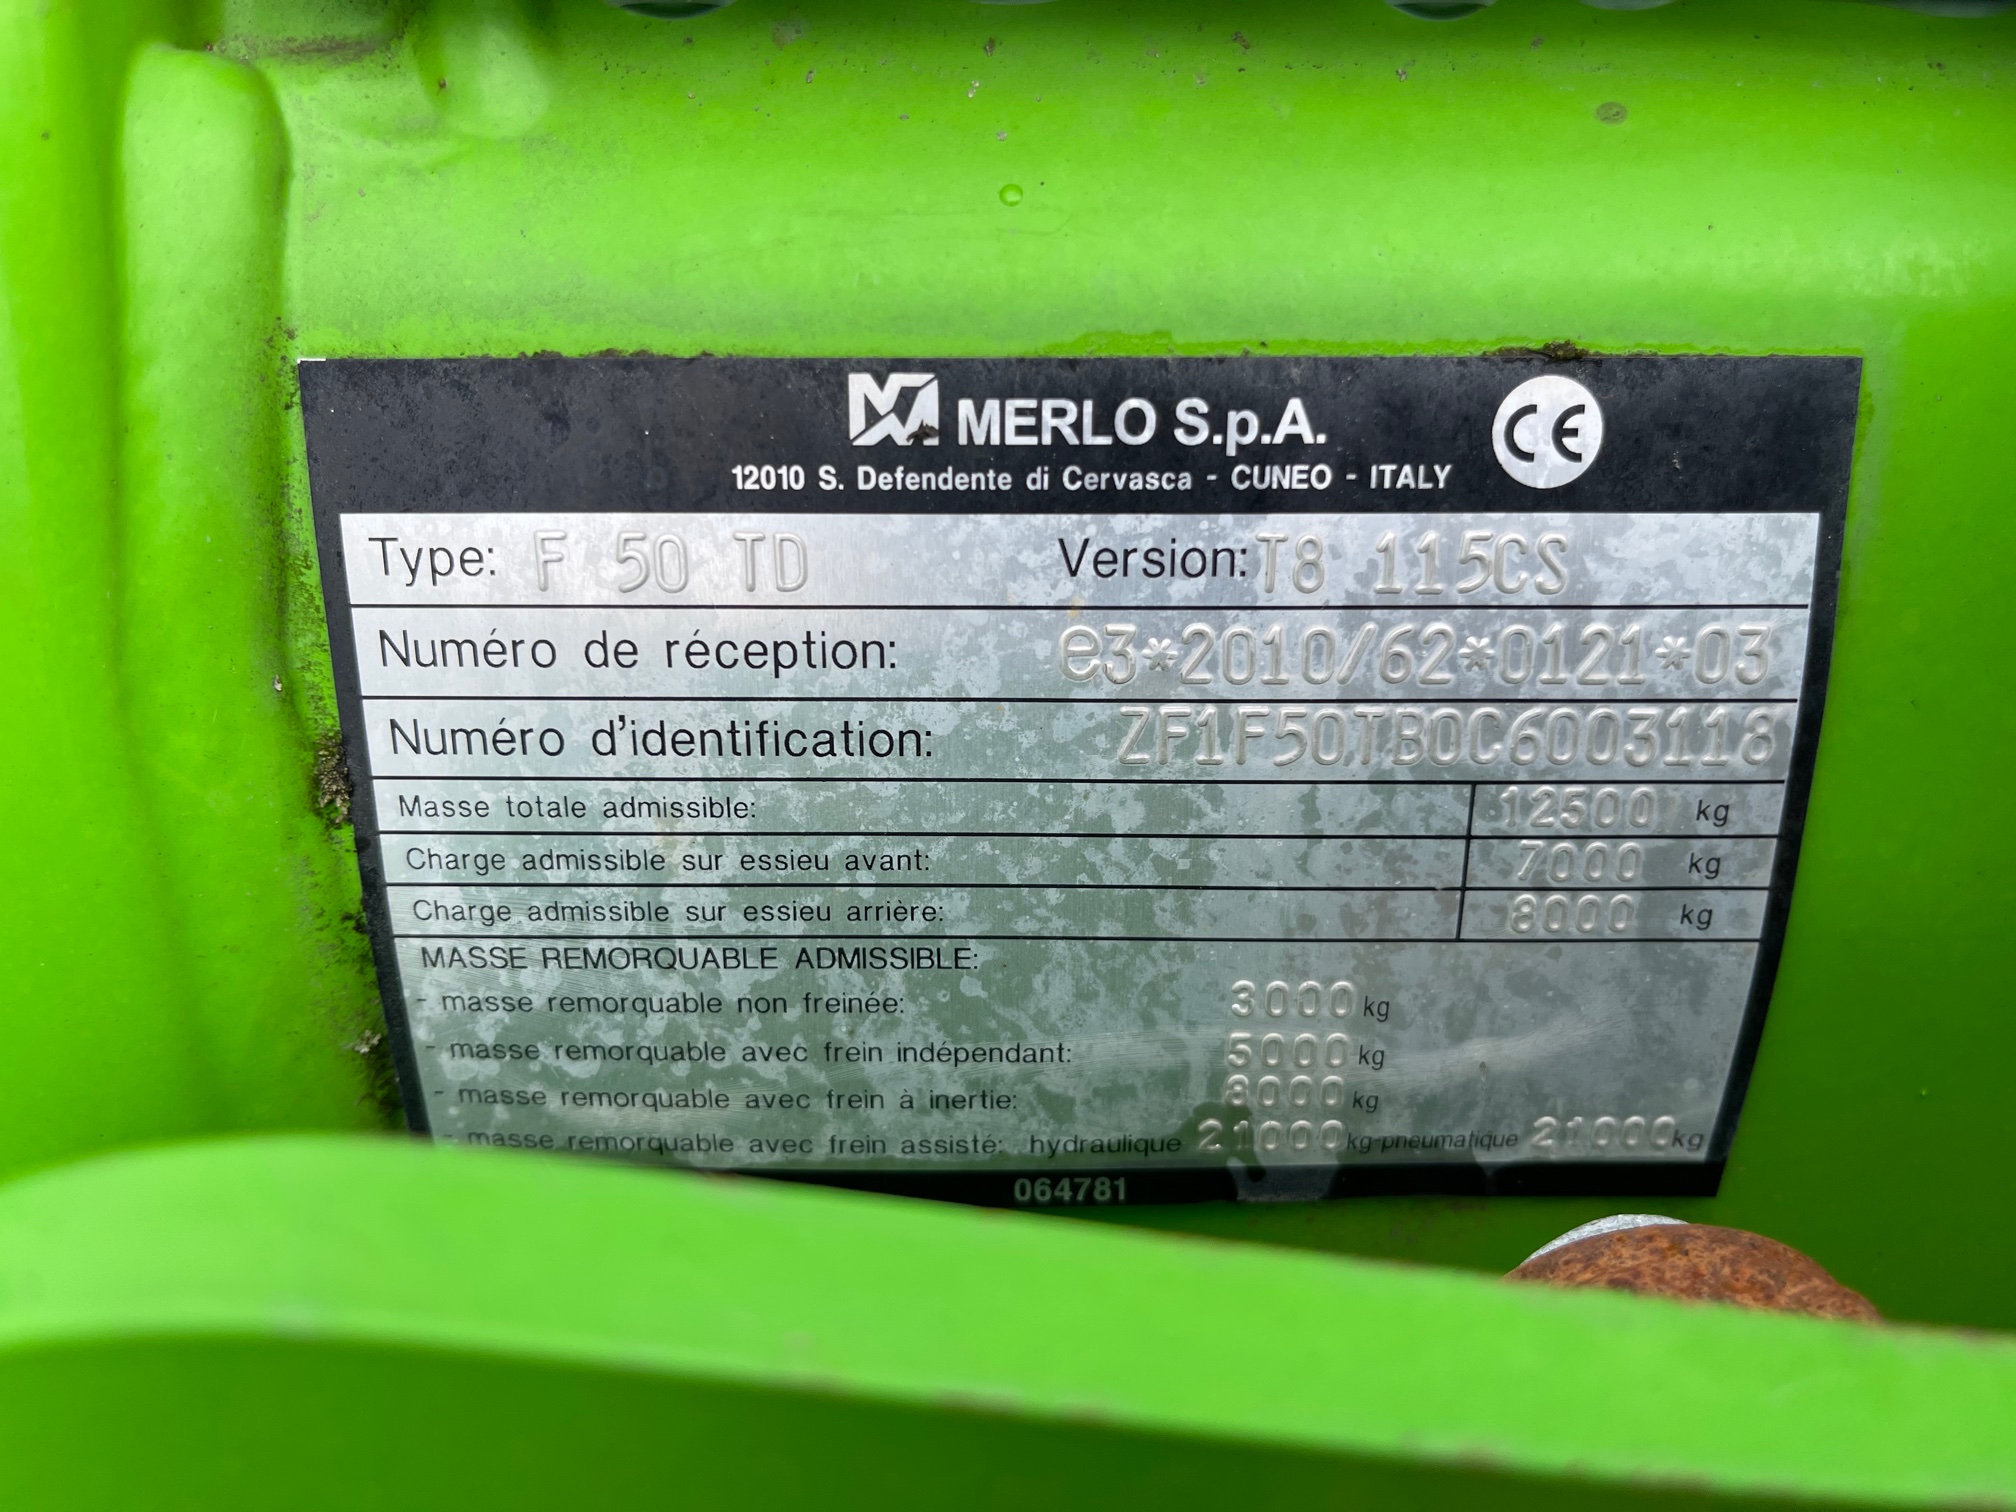 MERLO S.p.A.
CE
12010 S. Defendente di Cervasca - CUNEO - ITALY
Type: F 50 TD Version: T8 115CS
Numéro de réception: e3*2010/62*0121*03
Numéro d'identification: ZF1F50TB0C6003118
Masse totale admissible: 12500 kg
Charge admissible sur essieu avant: 7000 kg
Charge admissible sur essieu arrière: 8000 kg
MASSE REMORQUABLE ADMISSIBLE:
- masse remorquable non freinée: 3000 kg
- masse remorquable avec frein indépendant: 5000 kg
- masse remorquable avec frein à inertie: 8000 kg
- masse remorquable avec frein assisté: hydraulique 21000 kg-pneumatique 21000 kg
064781